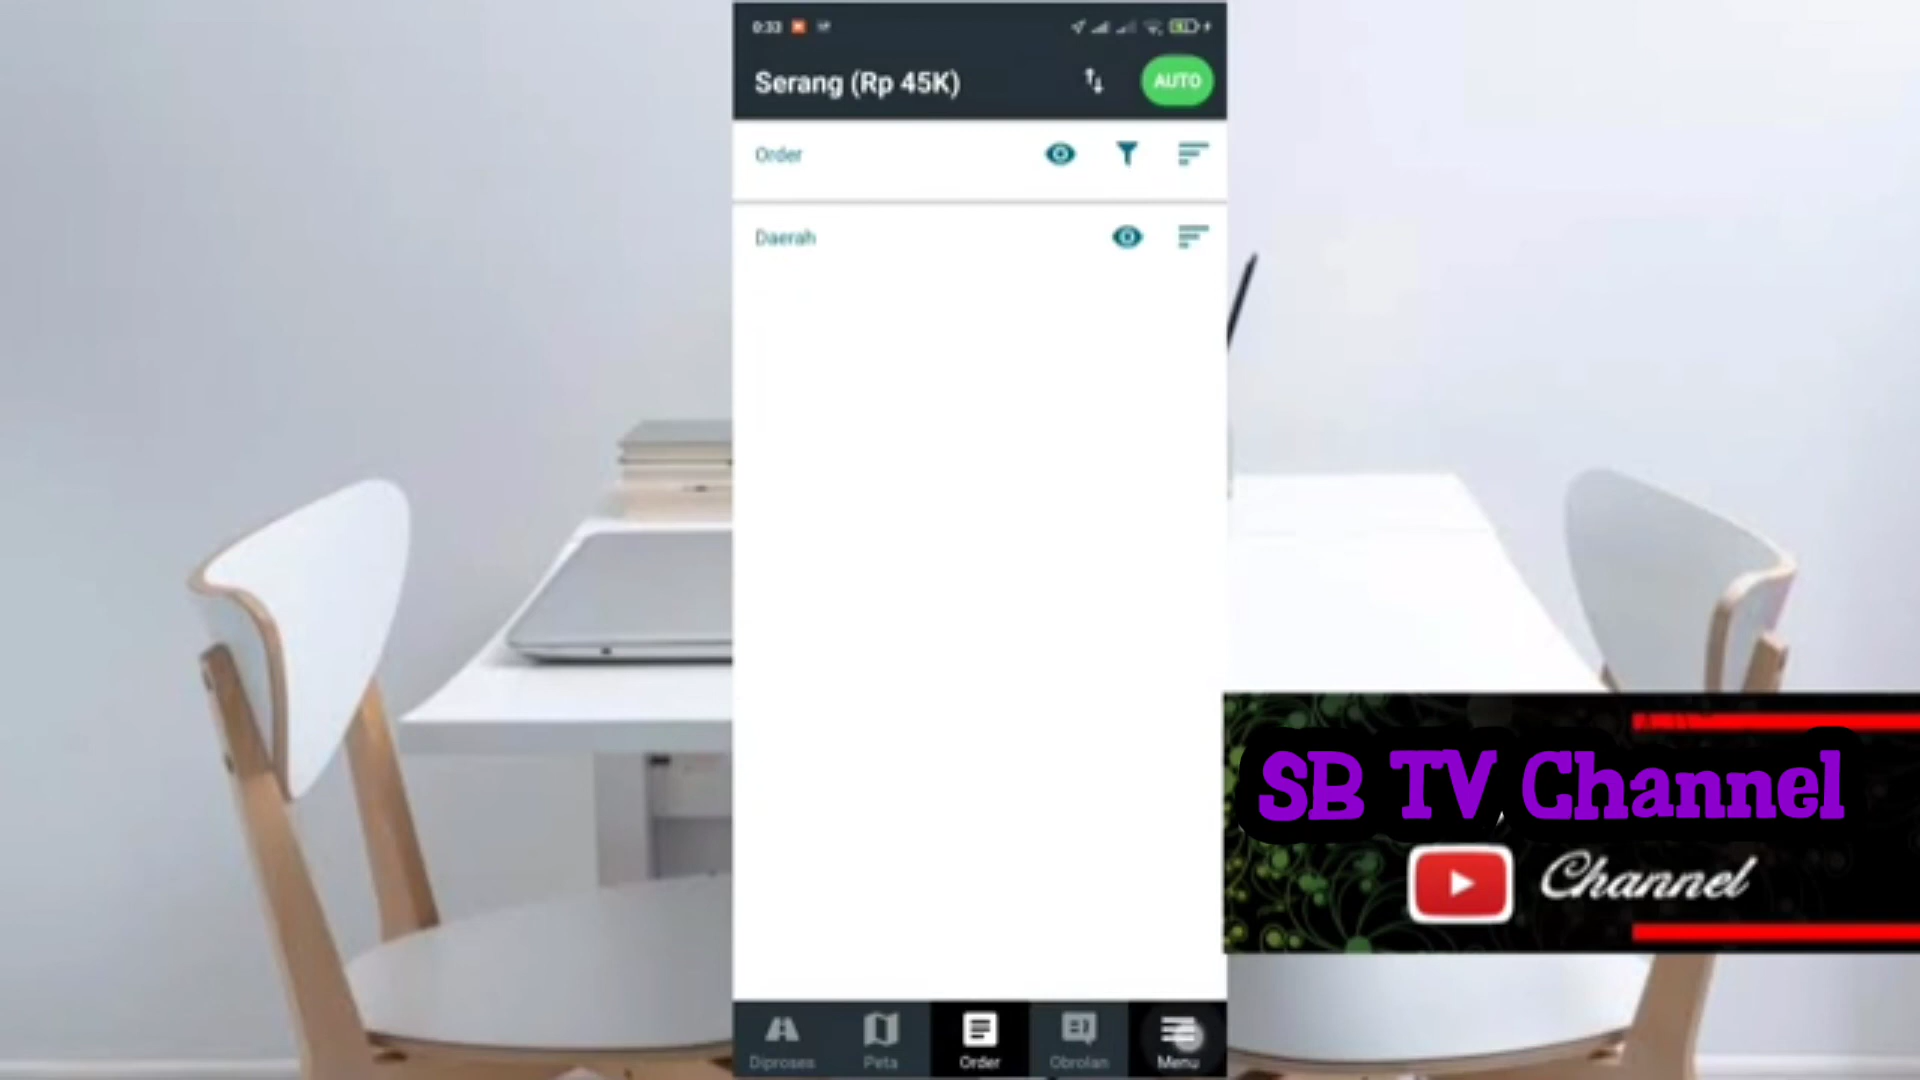 0:33
Serang (Rp 45K)
AUTO
Order
Daerah
Diproses
Peta
Order
Obrolan
Menu
SB TV Channel
Channel